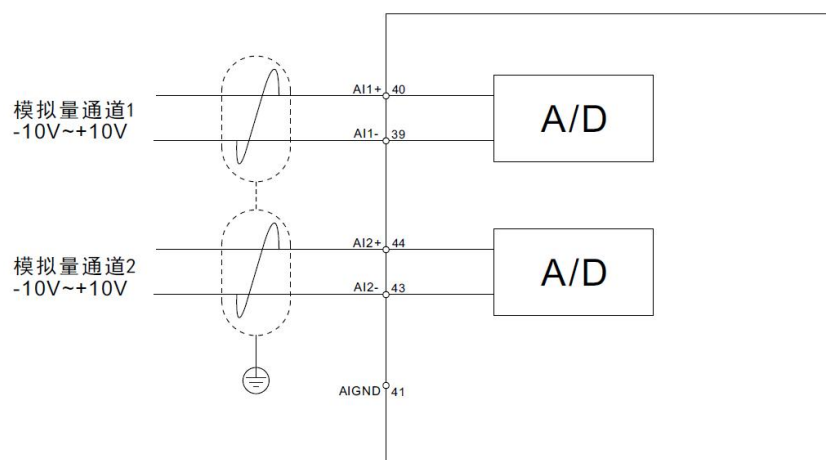 模拟量通道1
-10V~+10V
AI1+ 40
AI1- 39
A/D
模拟量通道2
-10V~+10V
AI2+ 44
AI2- 43
A/D
AIGND 41